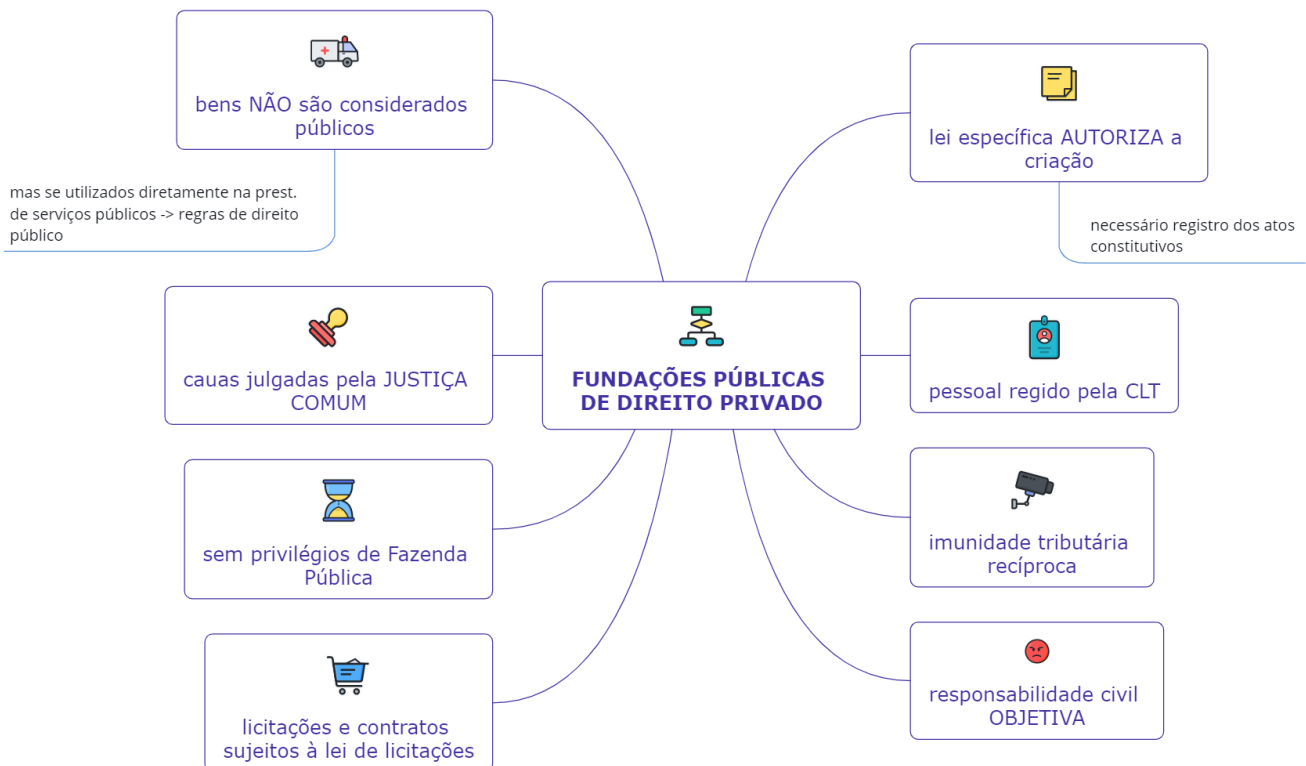 bens NÃO são considerados
públicos
mas se utilizados diretamente na prest.
de serviços públicos -> regras de direito
público
lei específica AUTORIZA a
criação
necessário registro dos atos
constitutivos
cauas julgadas pela JUSTIÇA
COMUM
FUNDAÇÕES PÚBLICAS
DE DIREITO PRIVADO
pessoal regido pela CLT
sem privilégios de Fazenda
Pública
imunidade tributária
recíproca
licitações e contratos
sujeitos à lei de licitações
responsabilidade civil
OBJETIVA